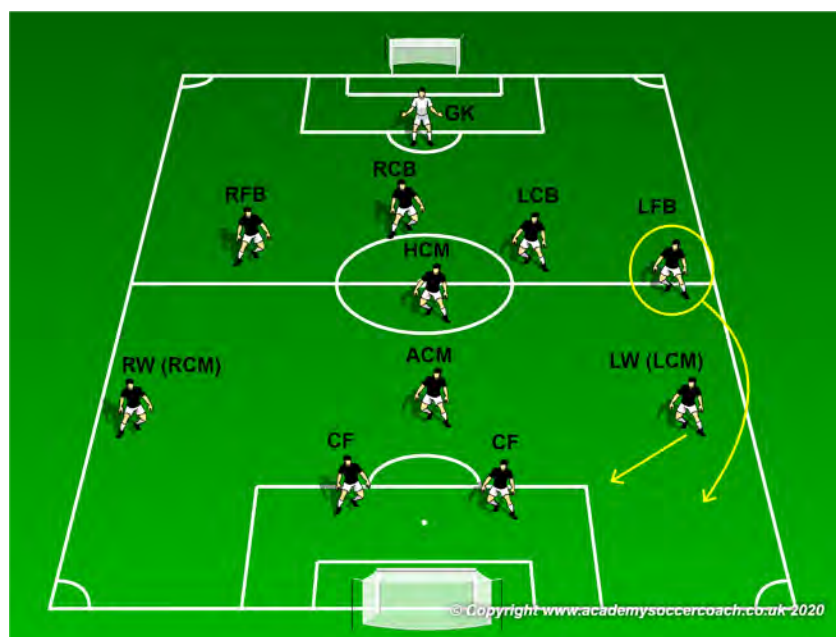 GK
RCB
RFB
LCB
LFB
HCM
RW (RCM)
ACM
LW (LCM)
CF
CF
© Copyright www.academysoccercoach.co.uk 2020